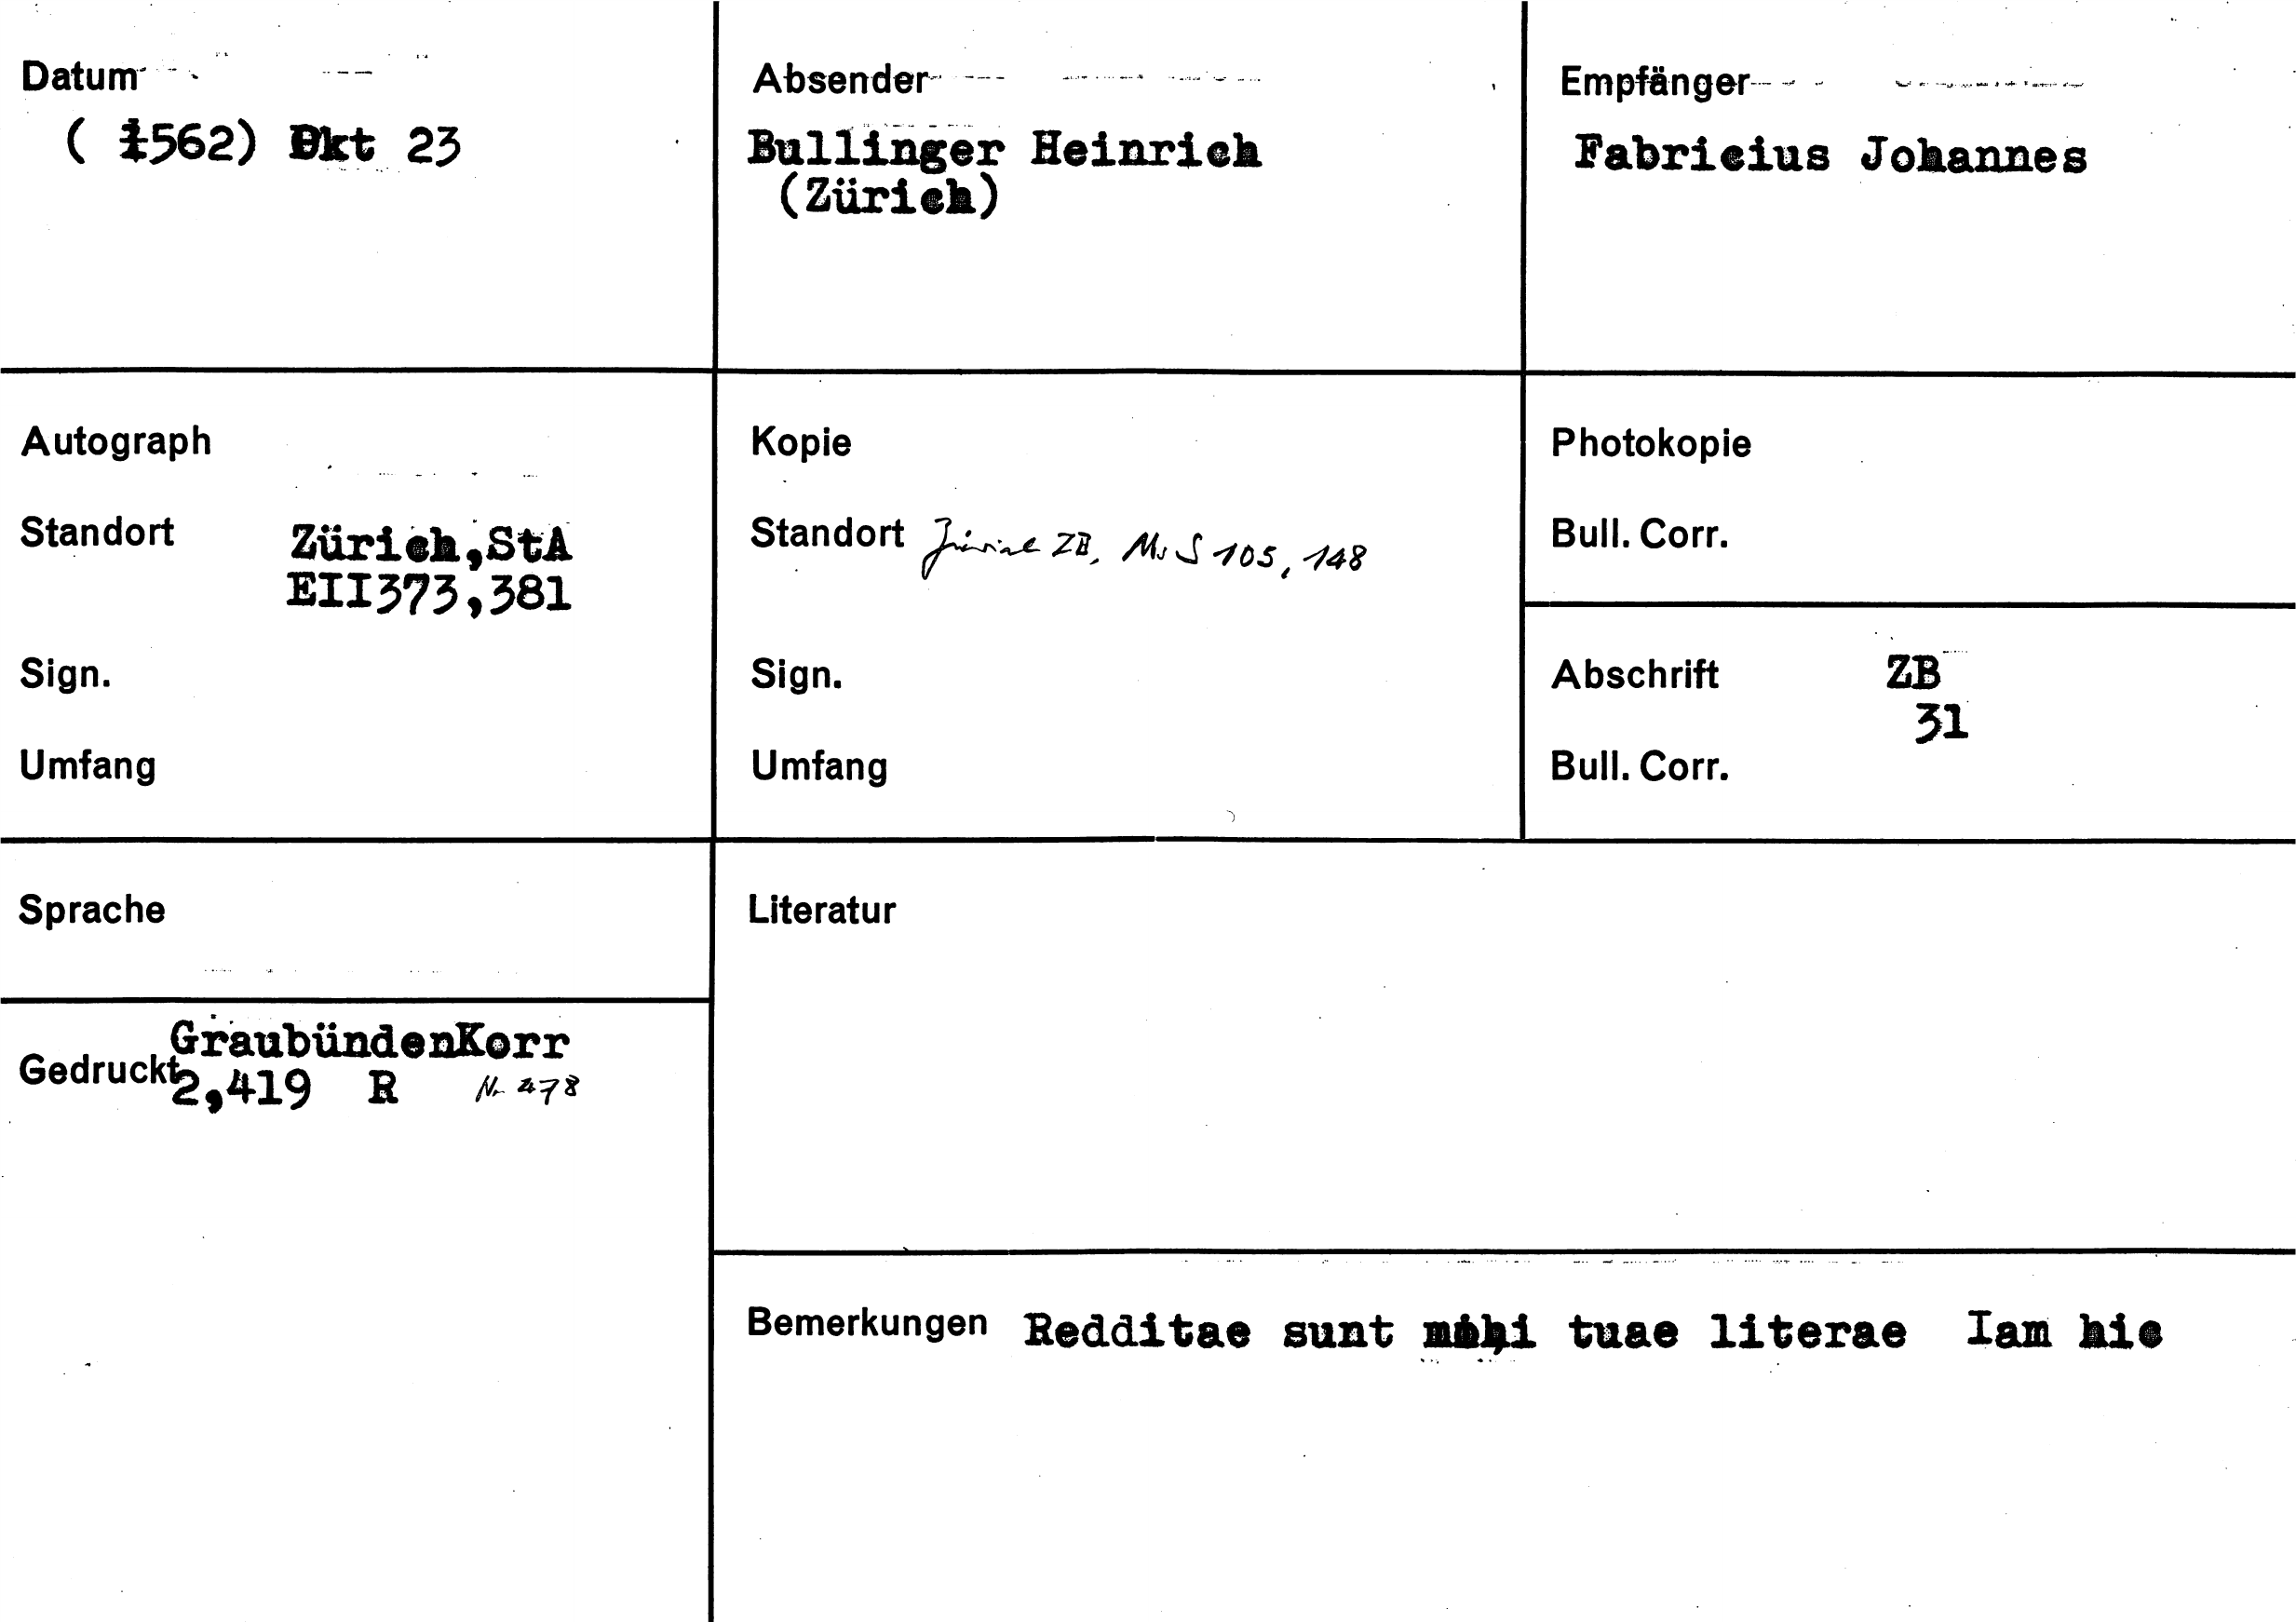 Datum
( 1562) Okt 23
Absender
Bullinger Heinrich
(Zürich)
Empfänger
Fabricius Johannes
Autograph
Standort Zürich,StA
EII373,381
Sign.
Umfang
Kopie
Standort Zürich ZB, Ms S 105, 148
Sign.
Umfang
Photokopie
Bull. Corr.
Abschrift ZB
31
Bull. Corr.
Sprache
GraubündenKorr
Gedruckt 2,419 R Nr 478
Literatur
Bemerkungen Redditae sunt mihi tuae literae Iam hic